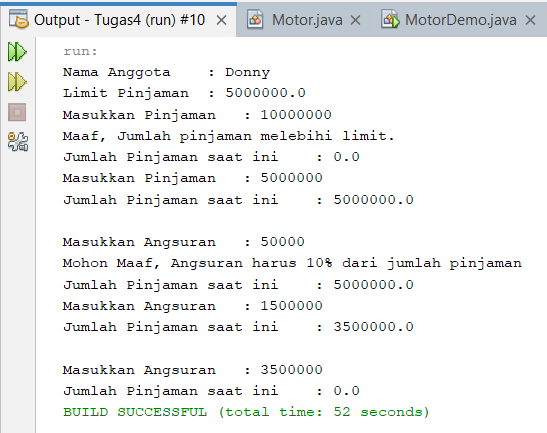 Output - Tugas4 (run) #10 Motor.java MotorDemo.java
run:
Nama Anggota : Donny
Limit Pinjaman : 5000000.0
Masukkan Pinjaman : 10000000
Maaf, Jumlah pinjaman melebihi limit.
Jumlah Pinjaman saat ini : 0.0
Masukkan Pinjaman : 5000000
Jumlah Pinjaman saat ini : 5000000.0
Masukkan Angsuran : 50000
Mohon Maaf, Angsuran harus 10% dari jumlah pinjaman
Jumlah Pinjaman saat ini : 5000000.0
Masukkan Angsuran : 1500000
Jumlah Pinjaman saat ini : 3500000.0
Masukkan Angsuran : 3500000
Jumlah Pinjaman saat ini : 0.0
BUILD SUCCESSFUL (total time: 52 seconds)